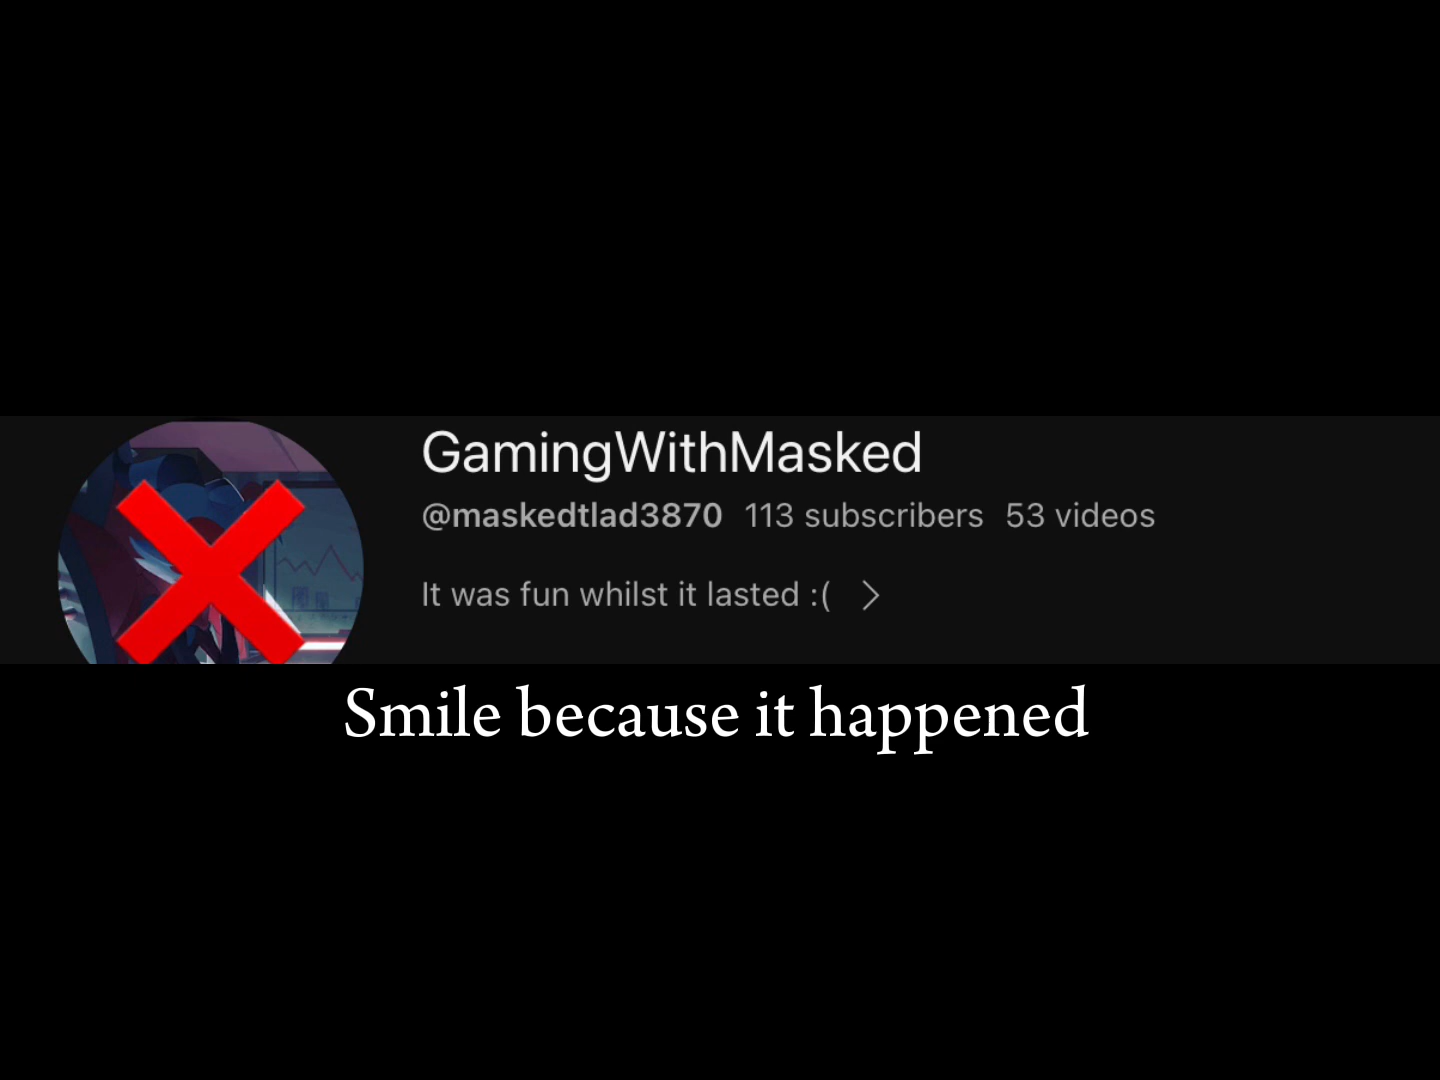 GamingWithMasked
@maskedtlad3870 113 subscribers 53 videos
It was fun whilst it lasted :( >
Smile because it happened